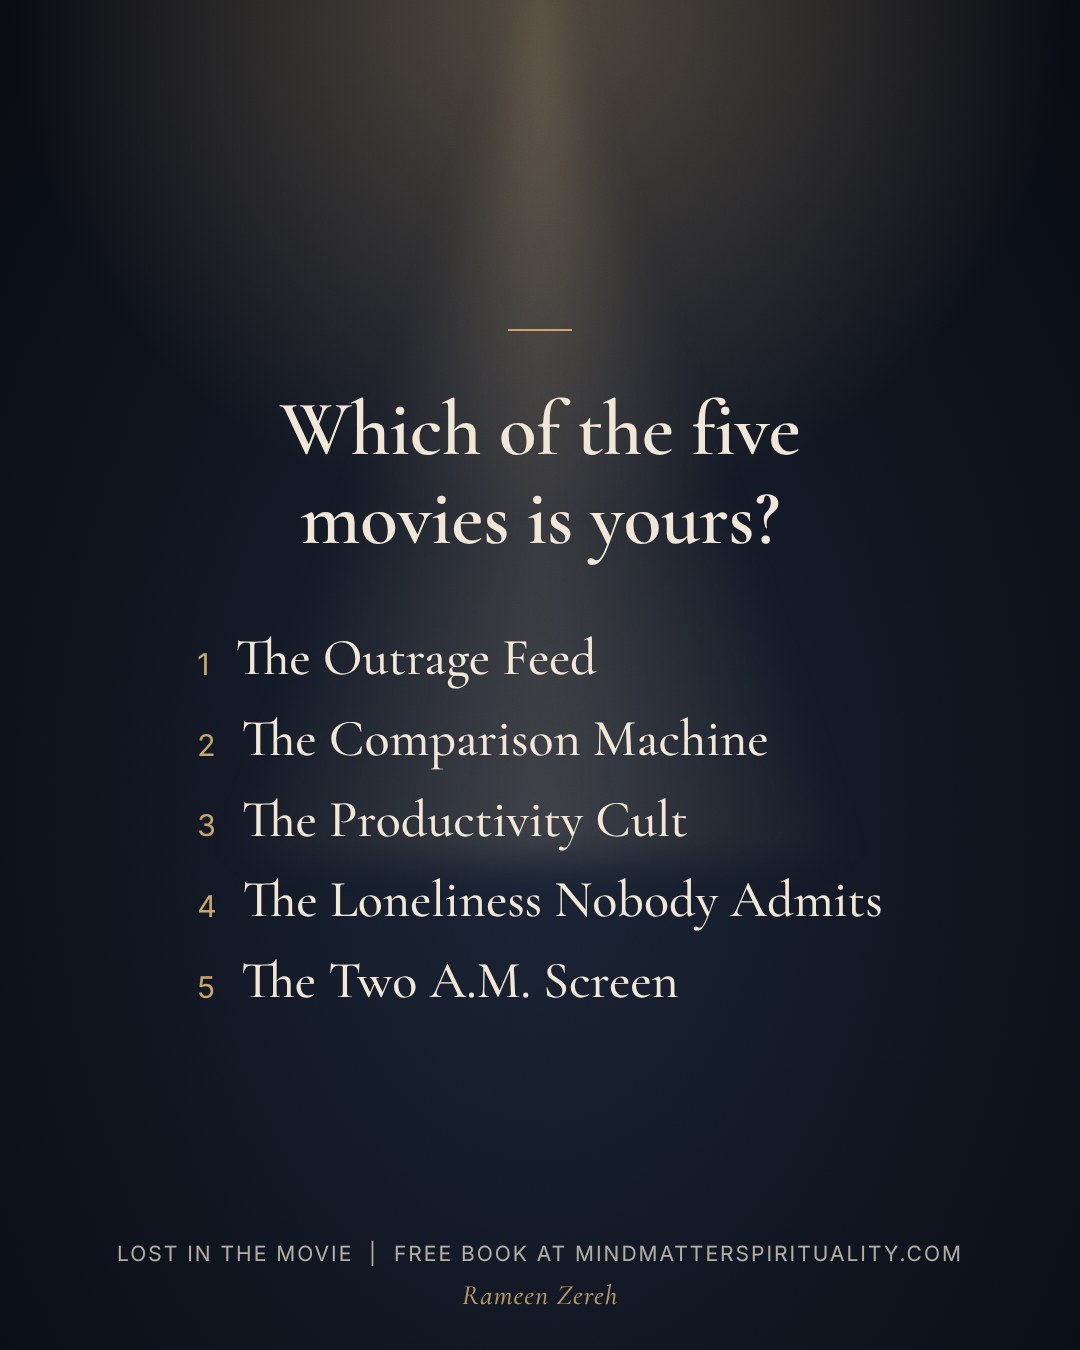 Which of the five
movies is yours?
1 The Outrage Feed
2 The Comparison Machine
3 The Productivity Cult
4 The Loneliness Nobody Admits
5 The Two A.M. Screen
LOST IN THE MOVIE | FREE BOOK AT MINDMATTERSPIRITUALITY.COM
Rameen Zereh